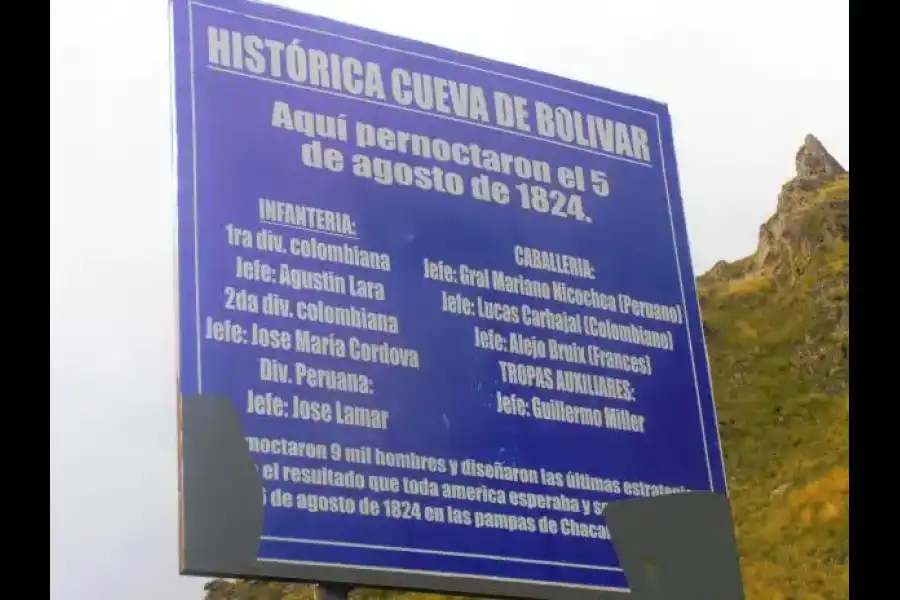 HISTÓRICA CUEVA DE BOLIVAR
Aquí pernoctaron el 5
de agosto de 1824.
INFANTERIA:
1ra div. colombiana
Jefe: Agustin Lara
2da div. colombiana
Jefe: Jose María Cordova
Div. Peruana:
Jefe: Jose Lamar
CABALLERIA:
Jefe: Gral Mariano Nicochea (Peruano)
Jefe: Lucas Carbajal (Colombiano)
Jefe: Alejo Bruix (Frances)
TROPAS AUXILIARES:
Jefe: Guillermo Miller
9 mil hombres y diseñaron las últimas
el resultado que toda america esperaba y
de agosto de 1824 en las pampas de